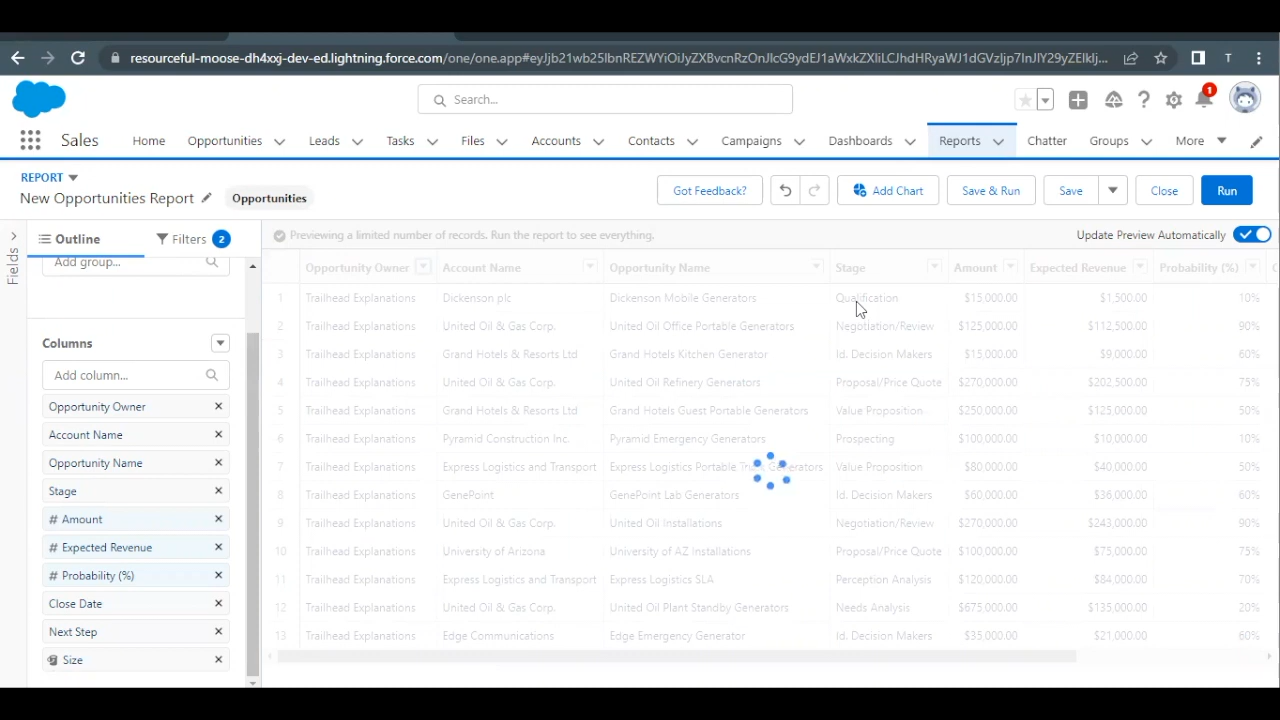 resourceful-moose-dh4xxj-dev-ed.lightning.force.com/one/one.app#
T
Search...
1
Sales
Home
Opportunities
Leads
Tasks
Files
Accounts
Contacts
Campaigns
Dashboards
Reports
Chatter
Groups
More
REPORT
New Opportunities Report
Opportunities
Got Feedback?
Add Chart
Save & Run
Save
Close
Run
Fields
Outline
Filters 2
Previewing a limited number of records. Run the report to see everything.
Update Preview Automatically
Add group...
Columns
Add column...
Opportunity Owner
Account Name
Opportunity Name
Stage
# Amount
# Expected Revenue
# Probability (%)
Close Date
Next Step
Size
Opportunity Owner Account Name Opportunity Name Stage Amount Expected Revenue Probability (%)
1 Trailhead Explanations Dickenson plc Dickenson Mobile Generators Qualification $15,000.00 $1,500.00 10%
2 Trailhead Explanations United Oil & Gas Corp. United Oil Office Portable Generators Negotiation/Review $125,000.00 $112,500.00 90%
3 Trailhead Explanations Grand Hotels & Resorts Ltd Grand Hotels Kitchen Generator Id. Decision Makers $15,000.00 $9,000.00 60%
4 Trailhead Explanations United Oil & Gas Corp. United Oil Refinery Generators Proposal/Price Quote $270,000.00 $202,500.00 75%
5 Trailhead Explanations Grand Hotels & Resorts Ltd Grand Hotels Guest Portable Generators Value Proposition $250,000.00 $125,000.00 50%
6 Trailhead Explanations Pyramid Construction Inc. Pyramid Emergency Generators Prospecting $100,000.00 $10,000.00 10%
7 Trailhead Explanations Express Logistics and Transport Express Logistics Portable Truck Generators Value Proposition $80,000.00 $40,000.00 50%
8 Trailhead Explanations GenePoint GenePoint Lab Generators Id. Decision Makers $60,000.00 $36,000.00 60%
9 Trailhead Explanations United Oil & Gas Corp. United Oil Installations Negotiation/Review $270,000.00 $243,000.00 90%
10 Trailhead Explanations University of Arizona University of AZ Installations Proposal/Price Quote $100,000.00 $75,000.00 75%
11 Trailhead Explanations Express Logistics and Transport Express Logistics SLA Perception Analysis $120,000.00 $84,000.00 70%
12 Trailhead Explanations United Oil & Gas Corp. United Oil Plant Standby Generators Needs Analysis $675,000.00 $135,000.00 20%
13 Trailhead Explanations Edge Communications Edge Emergency Generator Id. Decision Makers $35,000.00 $21,000.00 60%